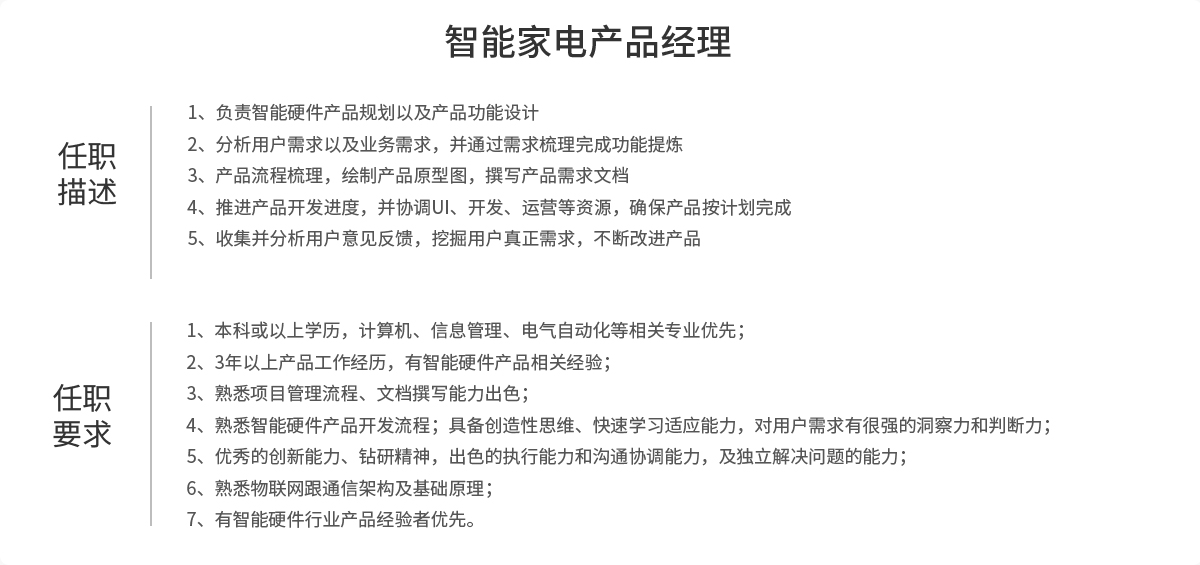 智能家电产品经理
任职
描述
1、负责智能硬件产品规划以及产品功能设计
2、分析用户需求以及业务需求，并通过需求梳理完成功能提炼
3、产品流程梳理，绘制产品原型图，撰写产品需求文档
4、推进产品开发进度，并协调UI、开发、运营等资源，确保产品按计划完成
5、收集并分析用户意见反馈，挖掘用户真正需求，不断改进产品
任职
要求
1、本科或以上学历，计算机、信息管理、电气自动化等相关专业优先；
2、3年以上产品工作经历，有智能硬件产品相关经验；
3、熟悉项目管理流程、文档撰写能力出色；
4、熟悉智能硬件产品开发流程；具备创造性思维、快速学习适应能力，对用户需求有很强的洞察力和判断力；
5、优秀的创新能力、钻研精神，出色的执行能力和沟通协调能力，及独立解决问题的能力；
6、熟悉物联网跟通信架构及基础原理；
7、有智能硬件行业产品经验者优先。